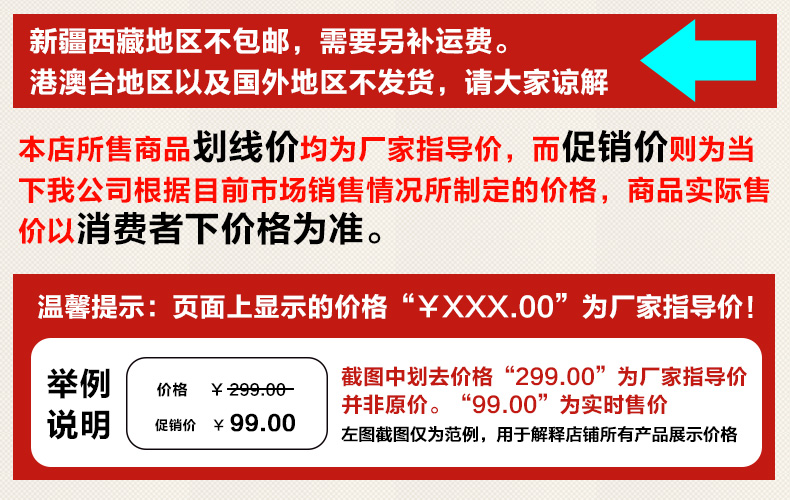 新疆西藏地区不包邮，需要另补运费。
港澳台地区以及国外地区不发货，请大家谅解
本店所售商品划线价均为厂家指导价，而促销价则为当
下我公司根据目前市场销售情况所制定的价格，商品实际售
价以消费者下价格为准。
温馨提示：页面上显示的价格“￥XXX.00”为厂家指导价！
举例
说明
价格 ￥299.00
促销价 ￥99.00
截图中划去价格“299.00”为厂家指导价
并非原价。“99.00”为实时售价
左图截图仅为范例，用于解释店铺所有产品展示价格